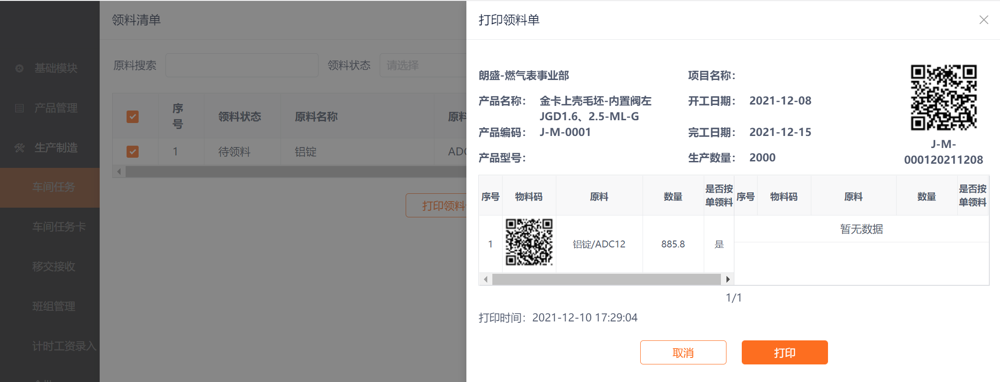 基础模块
产品管理
生产制造
车间任务
车间任务卡
移交接收
班组管理
计时工资录入
领料清单
原料搜索
领料状态 请选择
序号 领料状态 原料名称 原料
1 待领料 铝锭 ADC
打印领料
打印领料单
朗盛-燃气表事业部 项目名称：
产品名称： 金卡上壳毛坯-内置阀左 开工日期： 2021-12-08
JGD1.6、2.5-ML-G
产品编码： J-M-0001 完工日期： 2021-12-15
产品型号： 生产数量： 2000
J-M-
000120211208
序号 物料码 原料 数量 是否按单领料 序号 物料码 原料 数量 是否按单领料
1 铝锭/ADC12 885.8 是
暂无数据
1/1
打印时间：2021-12-10 17:29:04
取消 打印